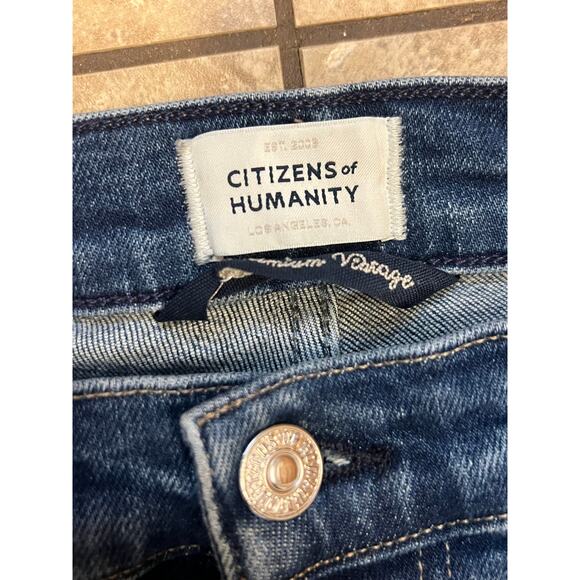 EST. 2003
CITIZENS of
HUMANITY
LOS ANGELES, CA.
Premium Vintage